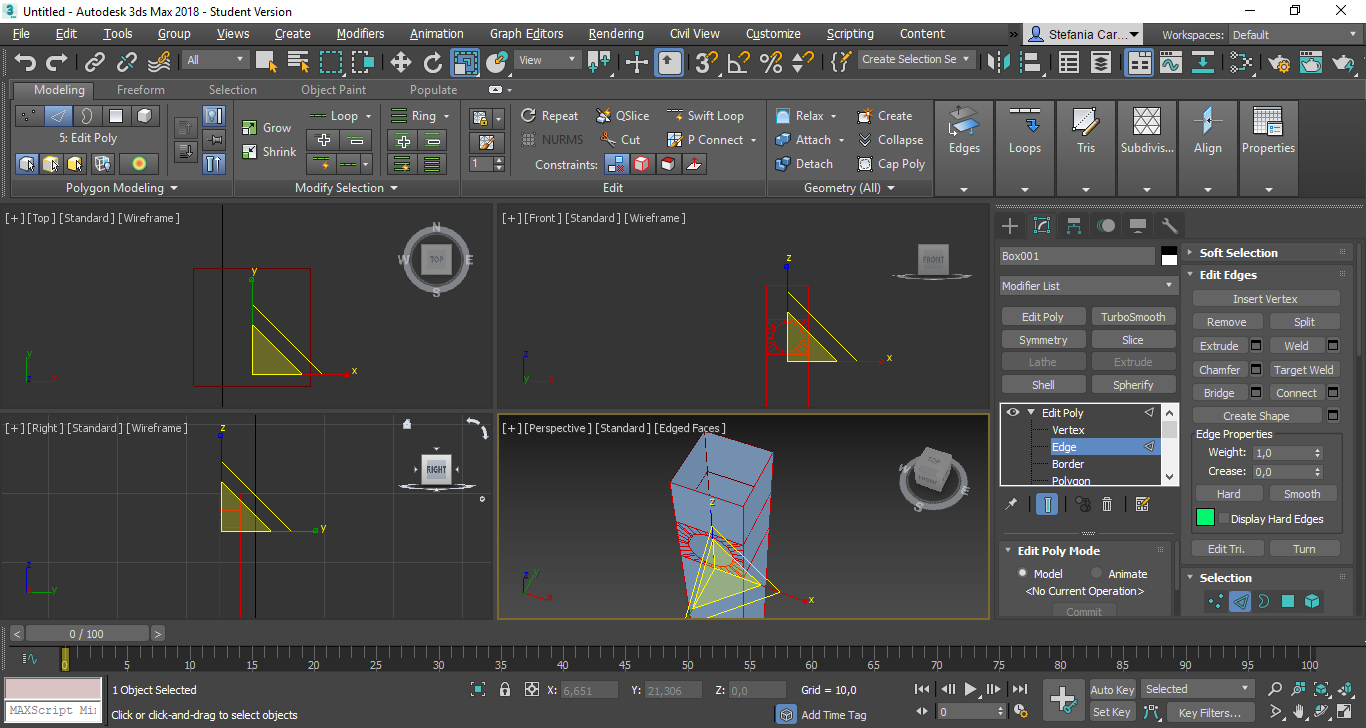 Untitled - Autodesk 3ds Max 2018 - Student Version
File Edit Tools Group Views Create Modifiers Animation Graph Editors Rendering Civil View Customize Scripting Content » Stefania Car... Workspaces: Default
All View Create Selection Se
Modeling Freeform Selection Object Paint Populate
5: Edit Poly
Polygon Modeling
Grow
Shrink
Loop Ring
Modify Selection
1
Repeat QSlice Swift Loop
NURMS Cut P Connect
Constraints:
Edit
Relax Create
Attach Collapse
Detach Cap Poly
Geometry (All)
Edges Loops Tris Subdivis... Align Properties
[+] [Top] [Standard] [Wireframe]
N
W TOP E
S
y
x
y
z x
[+] [Front] [Standard] [Wireframe]
FRONT
z
x
z
y x
[+] [Right] [Standard] [Wireframe]
RIGHT
z
y
z
x y
[+] [Perspective] [Standard] [Edged Faces]
TOP
FRONT
W
E
S
z
x
z y
x
Box001
Modifier List
Edit Poly TurboSmooth
Symmetry Slice
Lathe Extrude
Shell Spherify
Edit Poly
Vertex
Edge
Border
Polygon
Edit Poly Mode
Model Animate
<No Current Operation>
Commit
Soft Selection
Edit Edges
Insert Vertex
Remove Split
Extrude Weld
Chamfer Target Weld
Bridge Connect
Create Shape
Edge Properties
Weight: 1,0
Crease: 0,0
Hard Smooth
Display Hard Edges
Edit Tri. Turn
Selection
< 0 / 100 >
0 5 10 15 20 25 30 35 40 45 50 55 60 65 70 75 80 85 90 95 100
MAXScript Mi
1 Object Selected
Click or click-and-drag to select objects
X: 6,651 Y: 21,306 Z: 0,0 Grid = 10,0
Add Time Tag
0
Auto Key Selected
Set Key Key Filters...